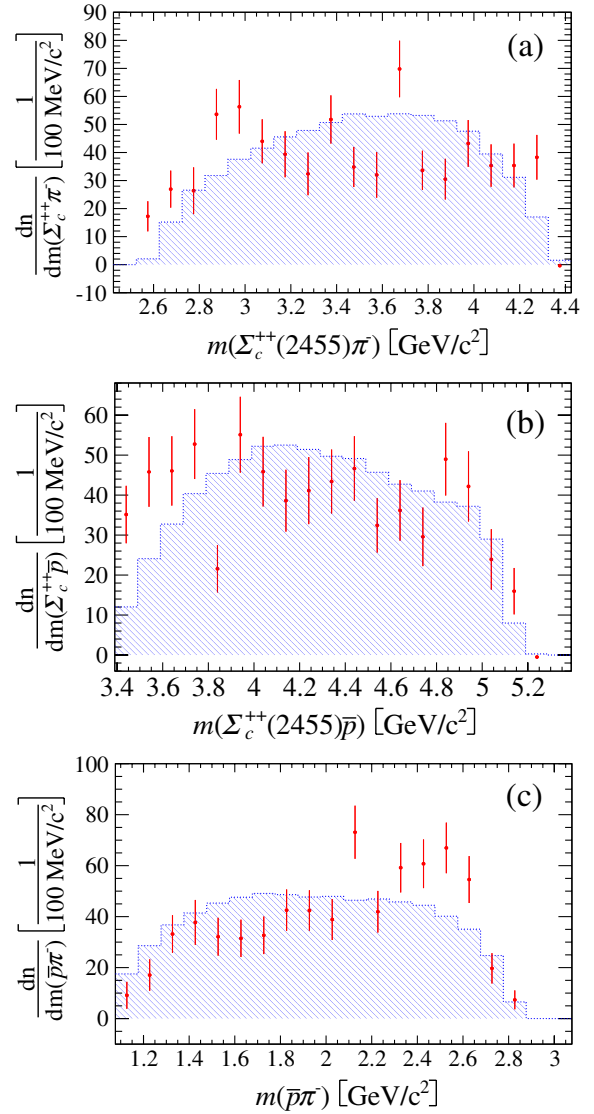 (a)
dn
dm(Σc++π-) [1 / 100 MeV/c2]
90
80
70
60
50
40
30
20
10
0
-10
2.6 2.8 3 3.2 3.4 3.6 3.8 4 4.2 4.4
m(Σc++(2455)π-) [GeV/c2]
(b)
dn
dm(Σc++p̅) [1 / 100 MeV/c2]
60
50
40
30
20
10
0
3.4 3.6 3.8 4 4.2 4.4 4.6 4.8 5 5.2
m(Σc++(2455)p̅) [GeV/c2]
(c)
dn
dm(p̅π-) [1 / 100 MeV/c2]
100
80
60
40
20
0
1.2 1.4 1.6 1.8 2 2.2 2.4 2.6 2.8 3
m(p̅π-) [GeV/c2]